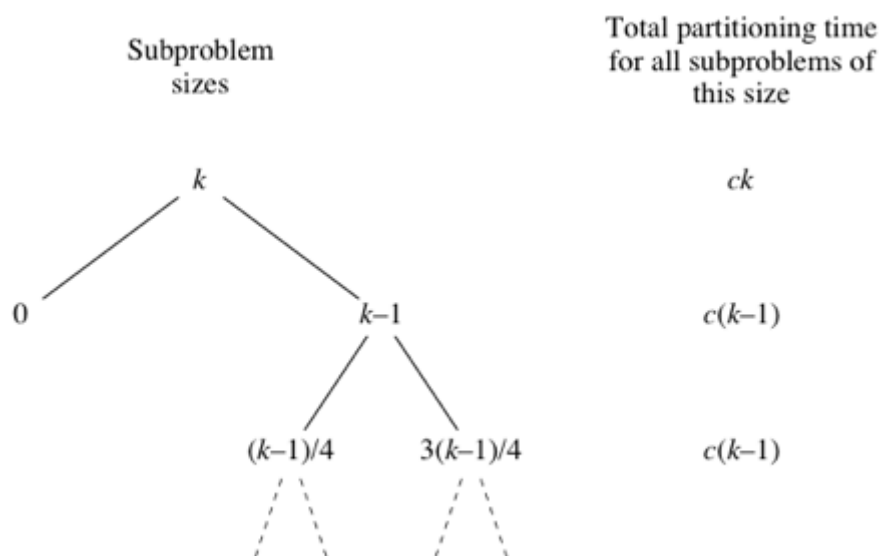 Subproblem
sizes
Total partitioning time
for all subproblems of
this size
k
ck
0
k–1
c(k–1)
(k–1)/4
3(k–1)/4
c(k–1)